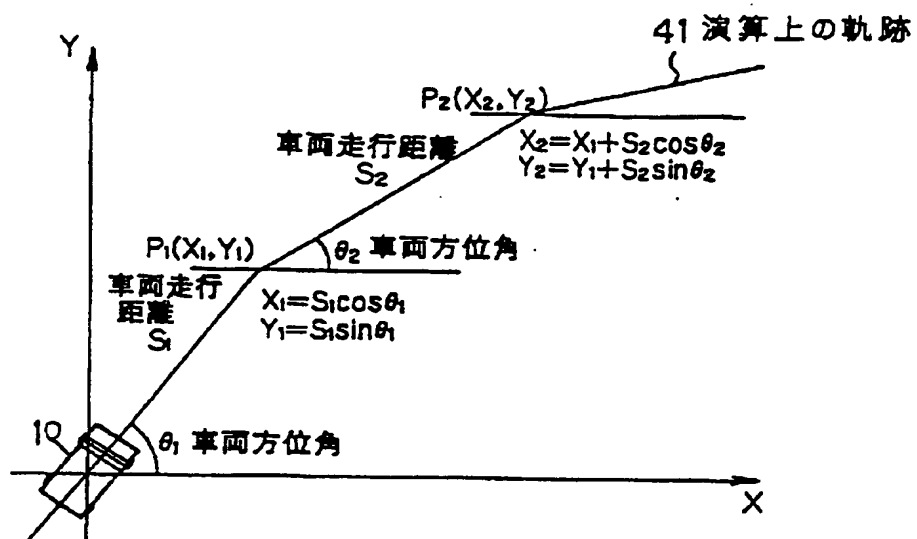 41 演算上の軌跡
Y
P₂(X₂,Y₂)
車両走行距離
S₂
X₂=X₁+S₂cosθ₂
Y₂=Y₁+S₂sinθ₂
P₁(X₁,Y₁)
θ₂ 車両方位角
車両走行
距離
S₁
X₁=S₁cosθ₁
Y₁=S₁sinθ₁
10
θ₁ 車両方位角
X